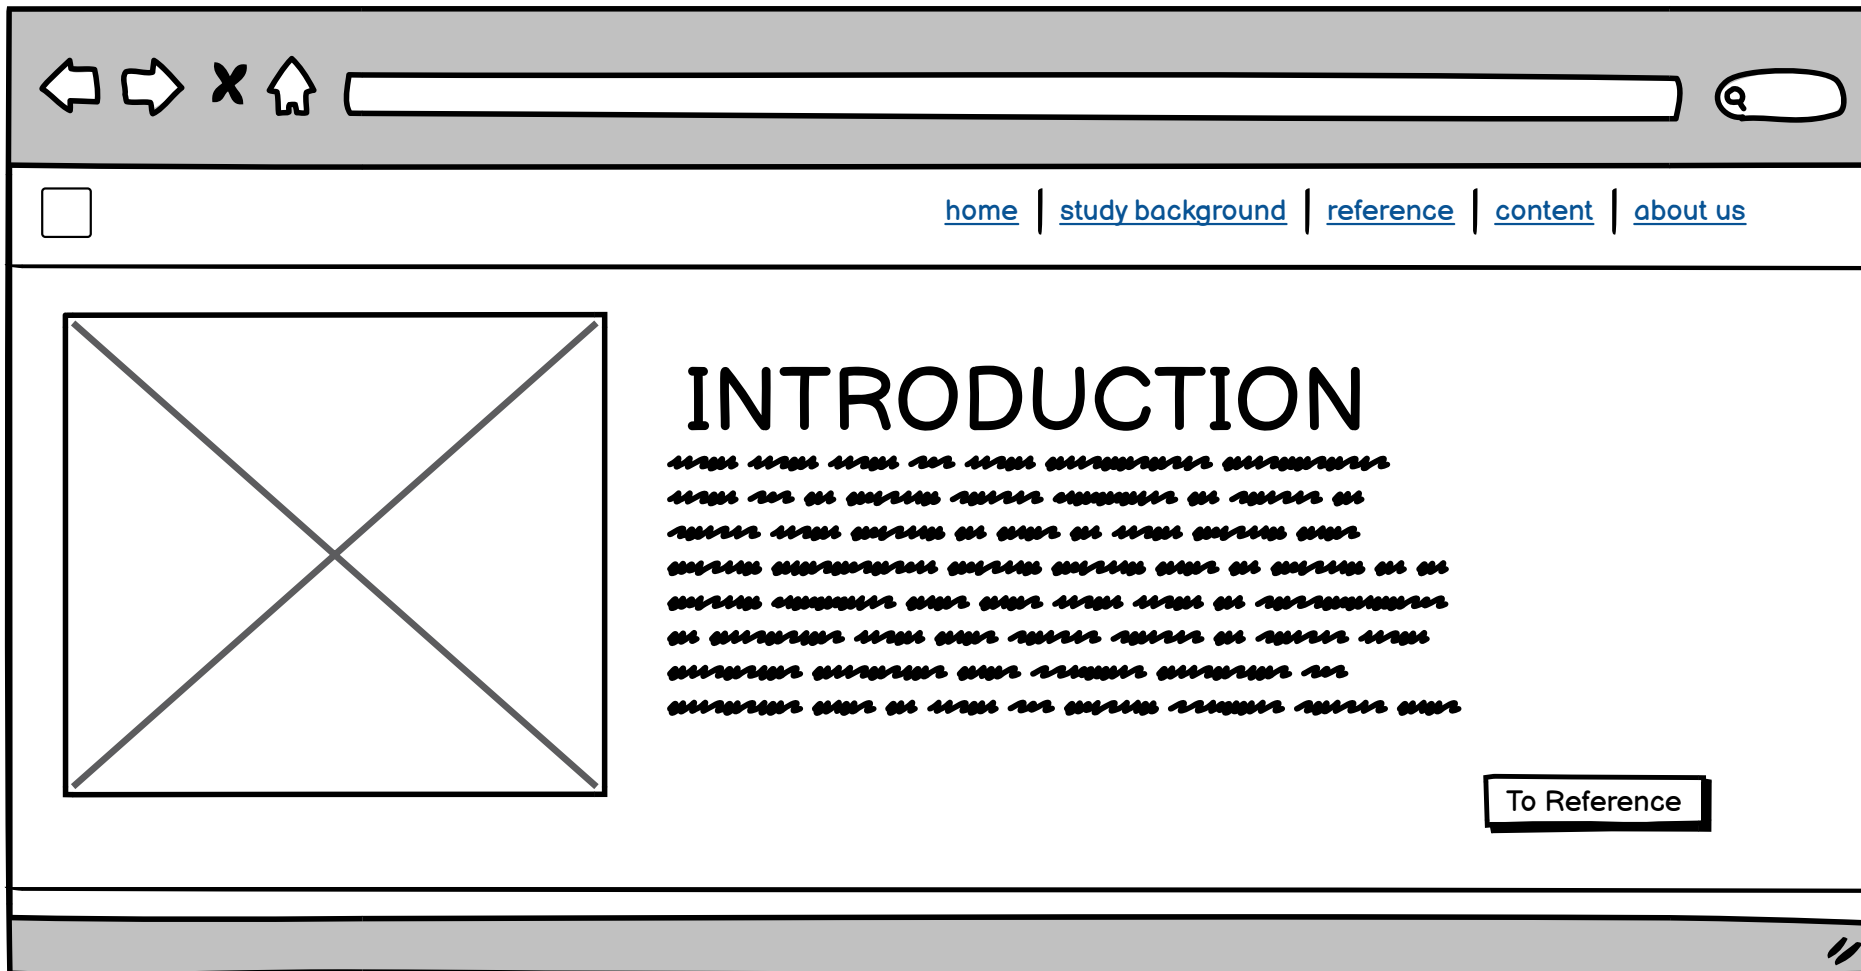 home | study background | reference | content | about us
INTRODUCTION
To Reference